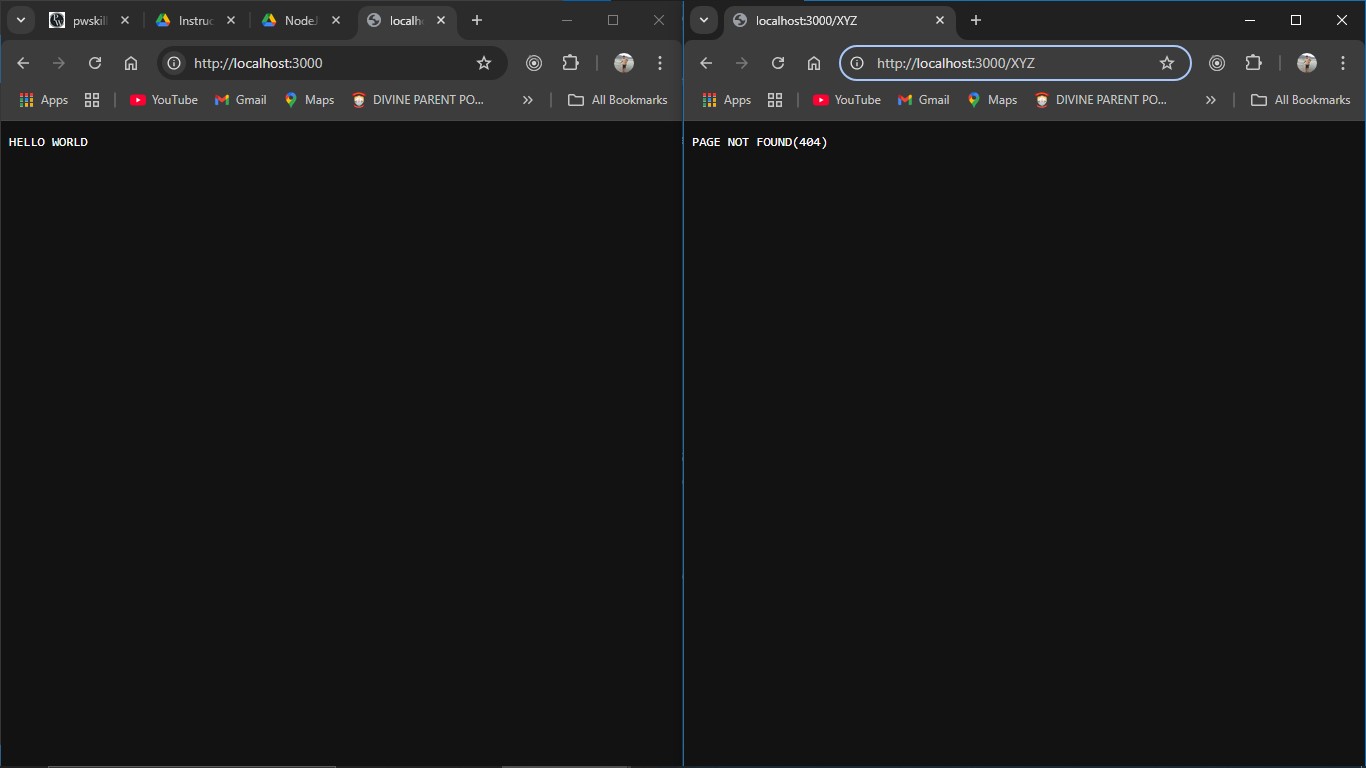 pwskill
Instruc
NodeJ
localh
http://localhost:3000
Apps
YouTube
Gmail
Maps
DIVINE PARENT PO...
All Bookmarks
HELLO WORLD
localhost:3000/XYZ
http://localhost:3000/XYZ
Apps
YouTube
Gmail
Maps
DIVINE PARENT PO...
All Bookmarks
PAGE NOT FOUND(404)